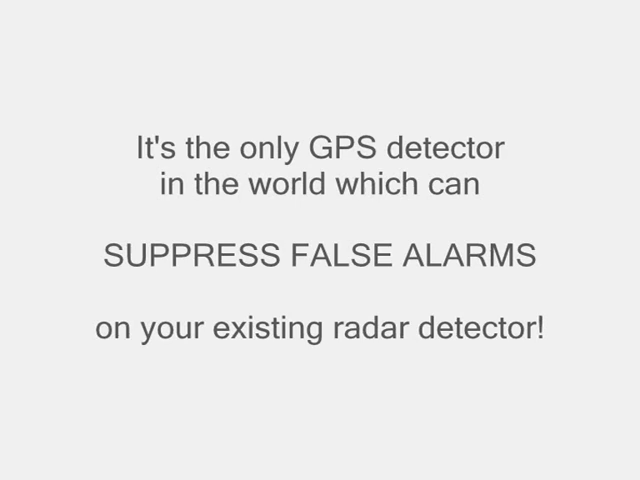 It's the only GPS detector
in the world which can
SUPPRESS FALSE ALARMS
on your existing radar detector!